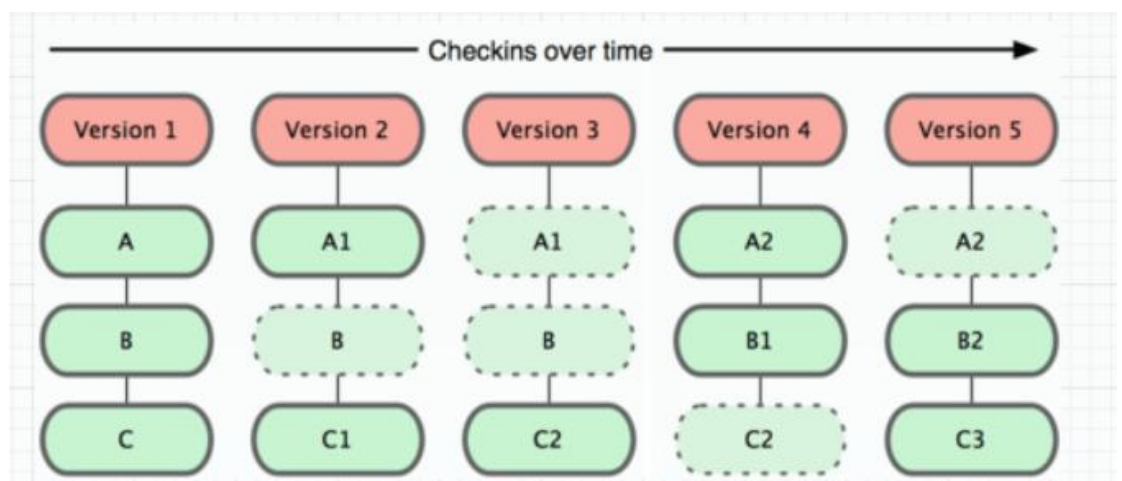 Checkins over time
Version 1 Version 2 Version 3 Version 4 Version 5
A A1 A1 A2 A2
B B B B1 B2
C C1 C2 C2 C3